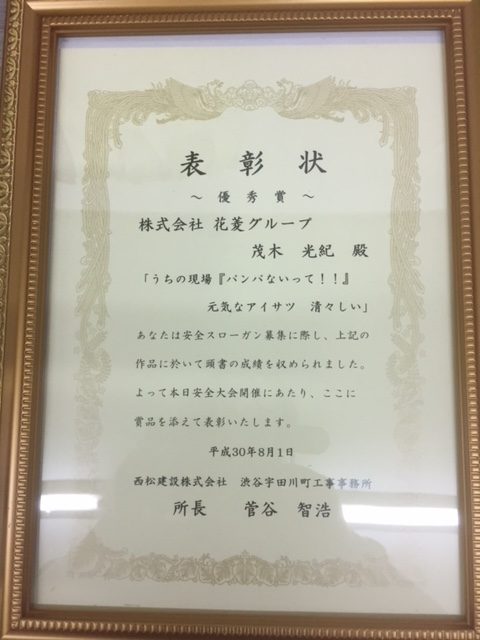 表彰状
～優秀賞～
株式会社 花菱グループ
茂木 光紀 殿
「うちの現場『パンパないって！！』
元気なアイサツ 清々しい」
あなたは安全スローガン募集に際し、上記の
作品に於いて頭書の成績を収められました。
よって本日安全大会開催にあたり、ここに
賞品を添えて表彰いたします。
平成30年8月1日
西松建設株式会社 渋谷宇田川町工事事務所
所長 菅谷 智浩